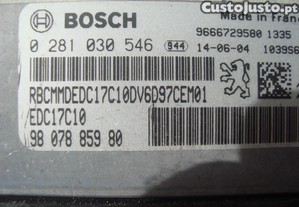 CustoJusto.pt
BOSCH
Made in France
0 281 030 546 944
9666729580 1335
14-06-04
RBCMMDEDC17C10DV6D97CEM01
EDC17C10
98 078 859 80